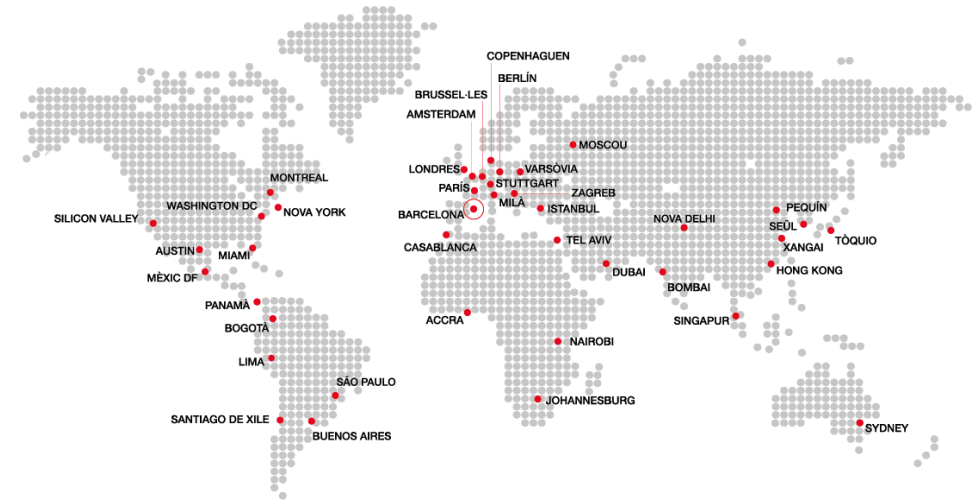 COPENHAGUEN
BERLÍN
BRUSSEL·LES
AMSTERDAM
MOSCOU
LONDRES
VARSÒVIA
MONTREAL
PARÍS
STUTTGART
ZAGREB
WASHINGTON DC
MILÀ
NOVA YORK
BARCELONA
ISTANBUL
PEQUÍN
SILICON VALLEY
NOVA DELHI
SEÜL
TÒQUIO
CASABLANCA
TEL AVIV
XANGAI
AUSTIN
MIAMI
MÈXIC DF
DUBAI
HONG KONG
BOMBAI
PANAMÀ
ACCRA
SINGAPUR
BOGOTÀ
NAIROBI
LIMA
SÃO PAULO
JOHANNESBURG
SANTIAGO DE XILE
BUENOS AIRES
SYDNEY